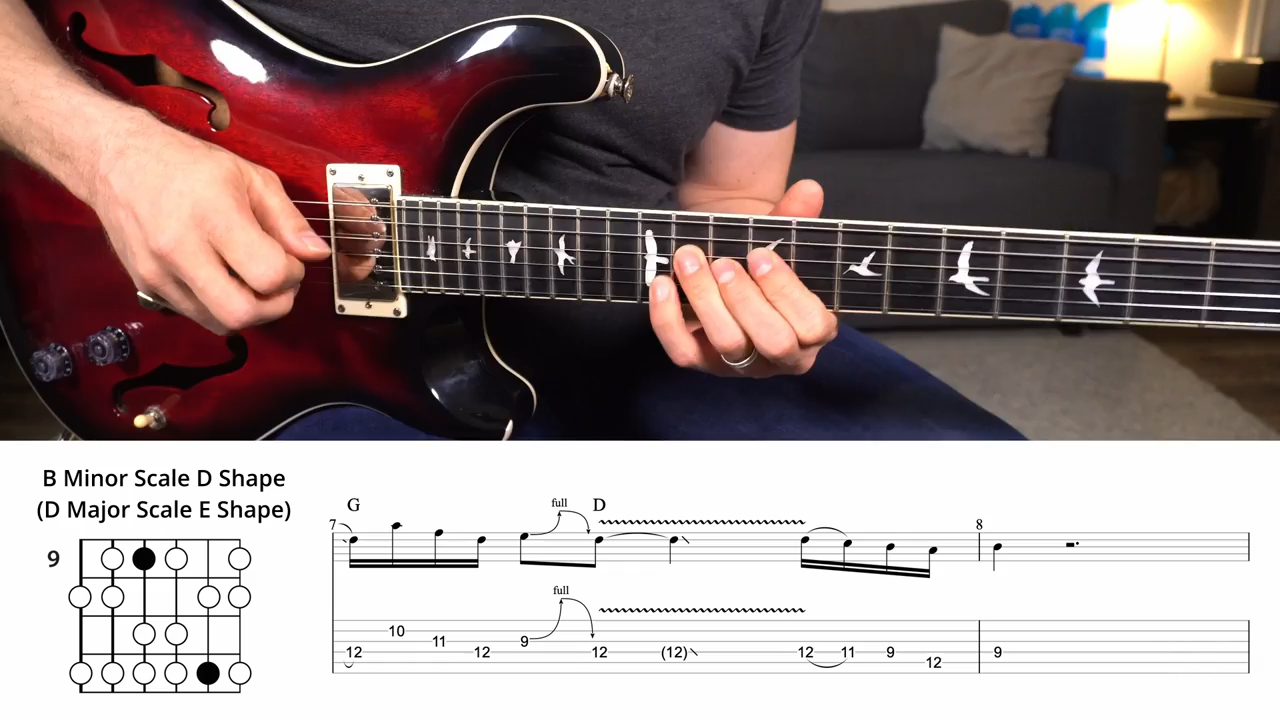 B Minor Scale D Shape
(D Major Scale E Shape)
9
G full D
7 8
full
10
11 9
12 12 12 (12) 12 11 9 9
12